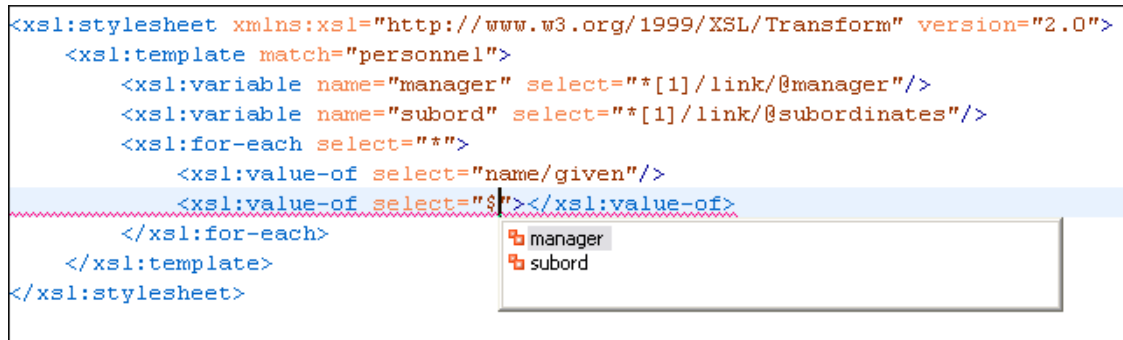 <xsl:stylesheet xmlns:xsl="http://www.w3.org/1999/XSL/Transform" version="2.0">
<xsl:template match="personnel">
<xsl:variable name="manager" select="*[1]/link/@manager"/>
<xsl:variable name="subord" select="*[1]/link/@subordinates"/>
<xsl:for-each select="*">
<xsl:value-of select="name/given"/>
<xsl:value-of select="$"></xsl:value-of>
</xsl:for-each>
manager
</xsl:template>
subord
</xsl:stylesheet>